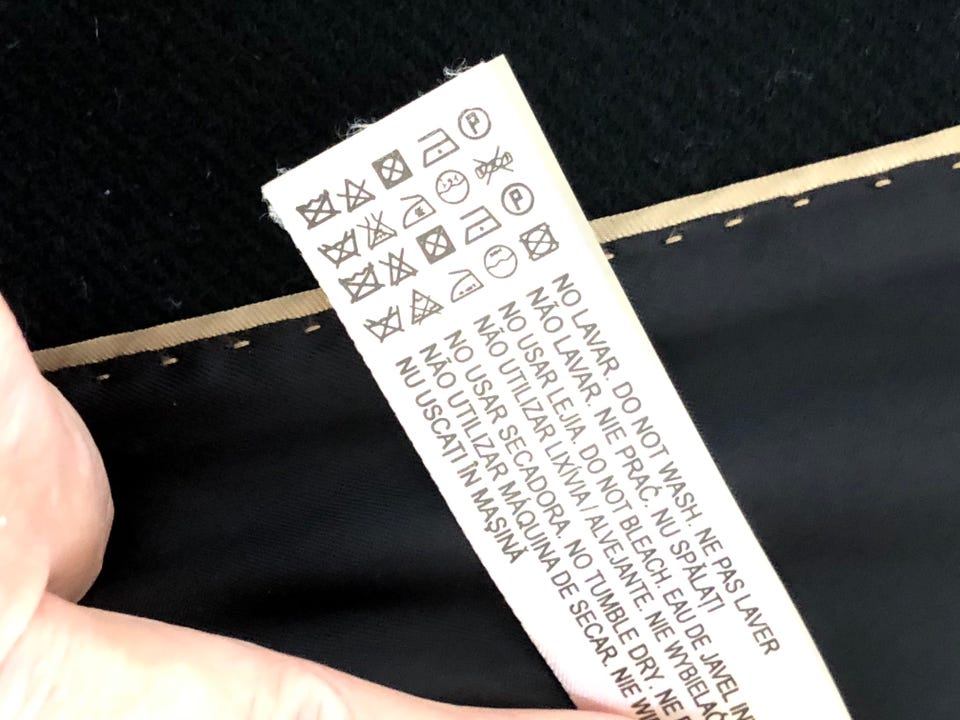 NO LAVAR. DO NOT WASH. NE PAS LAVER
NÃO LAVAR. NIE PRAĆ. NU SPĂLAȚI
NO USAR LEJIA. DO NOT BLEACH. EAU DE JAVEL
NÃO UTILIZAR LIXÍVIA/ALVEJANTE. NIE
NO USAR SECADORA. NO TUMBLE DRY. NE
NÃO UTILIZAR MÁQUINA DE SECAR. NIE
NU USCAȚI ÎN MAȘINĂ